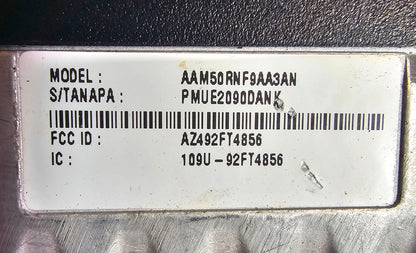 MODEL : AAM50RNF9AA3AN
S/TANAPA : PMUE2090DANK
FCC ID : AZ492FT4856
IC : 109U-92FT4856